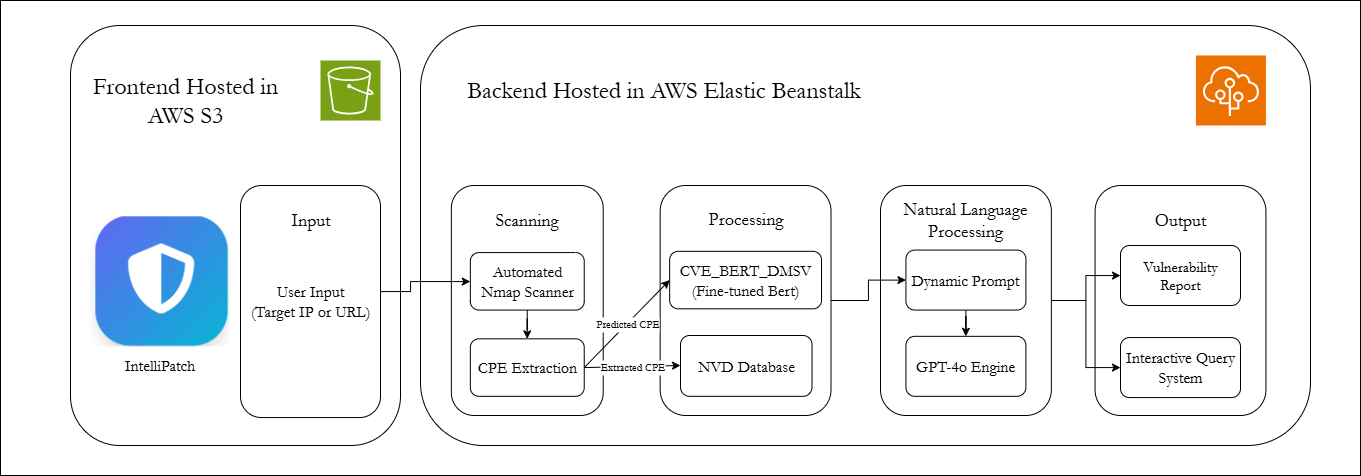 Frontend Hosted in
AWS S3
IntelliPatch
Input
User Input
(Target IP or URL)
Backend Hosted in AWS Elastic Beanstalk
Scanning
Automated
Nmap Scanner
CPE Extraction
Predicted CPE
Extracted CPE
Processing
CVE_BERT_DMSV
(Fine-tuned Bert)
NVD Database
Natural Language
Processing
Dynamic Prompt
GPT-4o Engine
Output
Vulnerability
Report
Interactive Query
System